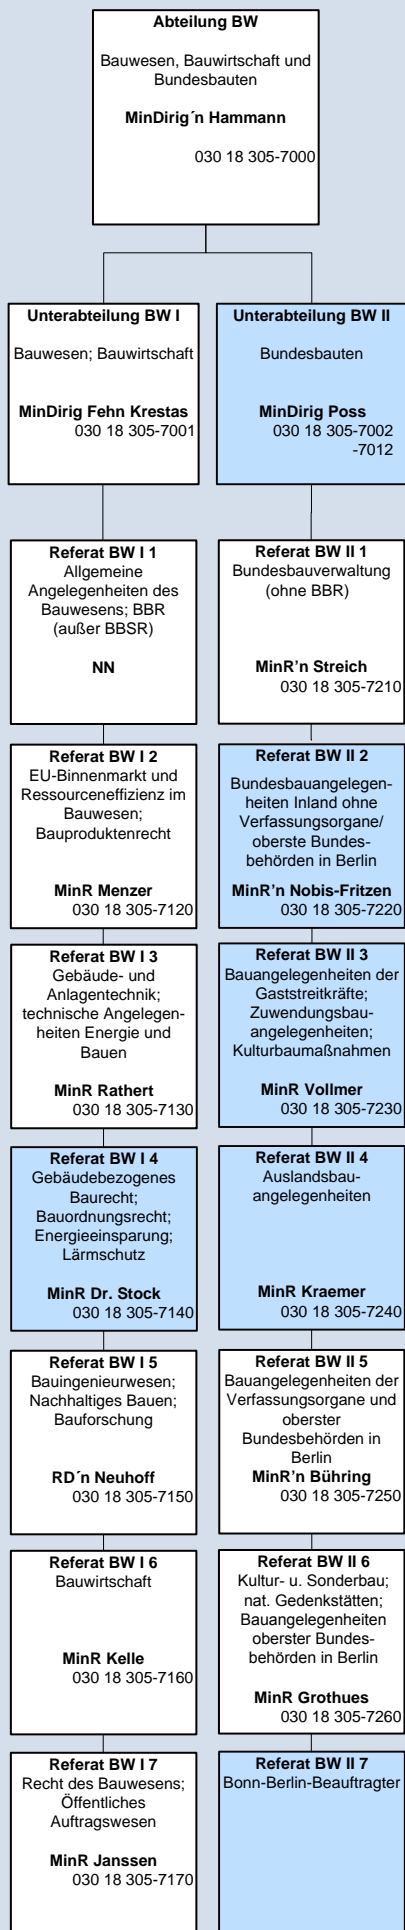 Abteilung BW
Bauwesen, Bauwirtschaft und
Bundesbauten
MinDirig´n Hammann
030 18 305-7000
Unterabteilung BW I
Bauwesen; Bauwirtschaft
MinDirig Fehn Krestas
030 18 305-7001
Unterabteilung BW II
Bundesbauten
MinDirig Poss
030 18 305-7002
-7012
Referat BW I 1
Allgemeine
Angelegenheiten des
Bauwesens; BBR
(außer BBSR)
NN
Referat BW II 1
Bundesbauverwaltung
(ohne BBR)
MinR’n Streich
030 18 305-7210
Referat BW I 2
EU-Binnenmarkt und
Ressourceneffizienz im
Bauwesen;
Bauproduktenrecht
MinR Menzer
030 18 305-7120
Referat BW II 2
Bundesbauangelegen-
heiten Inland ohne
Verfassungsorgane/
oberste Bundes-
behörden in Berlin
MinR’n Nobis-Fritzen
030 18 305-7220
Referat BW I 3
Gebäude- und
Anlagentechnik;
technische Angelegen-
heiten Energie und
Bauen
MinR Rathert
030 18 305-7130
Referat BW II 3
Bauangelegenheiten der
Gaststreitkräfte;
Zuwendungsbau-
angelegenheiten;
Kulturbaumaßnahmen
MinR Vollmer
030 18 305-7230
Referat BW I 4
Gebäudebezogenes
Baurecht;
Bauordnungsrecht;
Energieeinsparung;
Lärmschutz
MinR Dr. Stock
030 18 305-7140
Referat BW II 4
Auslandsbau-
angelegenheiten
MinR Kraemer
030 18 305-7240
Referat BW I 5
Bauingenieurwesen;
Nachhaltiges Bauen;
Bauforschung
RD´n Neuhoff
030 18 305-7150
Referat BW II 5
Bauangelegenheiten der
Verfassungsorgane und
oberster
Bundesbehörden in
Berlin
MinR’n Bühring
030 18 305-7250
Referat BW I 6
Bauwirtschaft
MinR Kelle
030 18 305-7160
Referat BW II 6
Kultur- u. Sonderbau;
nat. Gedenkstätten;
Bauangelegenheiten
oberster Bundes-
behörden in Berlin
MinR Grothues
030 18 305-7260
Referat BW I 7
Recht des Bauwesens;
Öffentliches
Auftragswesen
MinR Janssen
030 18 305-7170
Referat BW II 7
Bonn-Berlin-Beauftragter